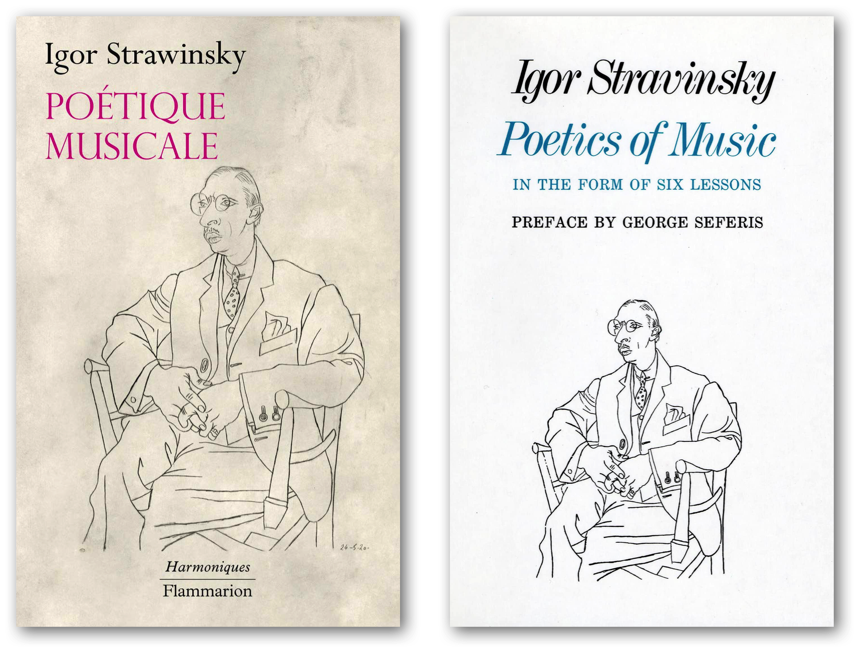 Igor Strawinsky
POÉTIQUE
MUSICALE
Harmoniques
Flammarion
Igor Stravinsky
Poetics of Music
IN THE FORM OF SIX LESSONS
PREFACE BY GEORGE SEFERIS